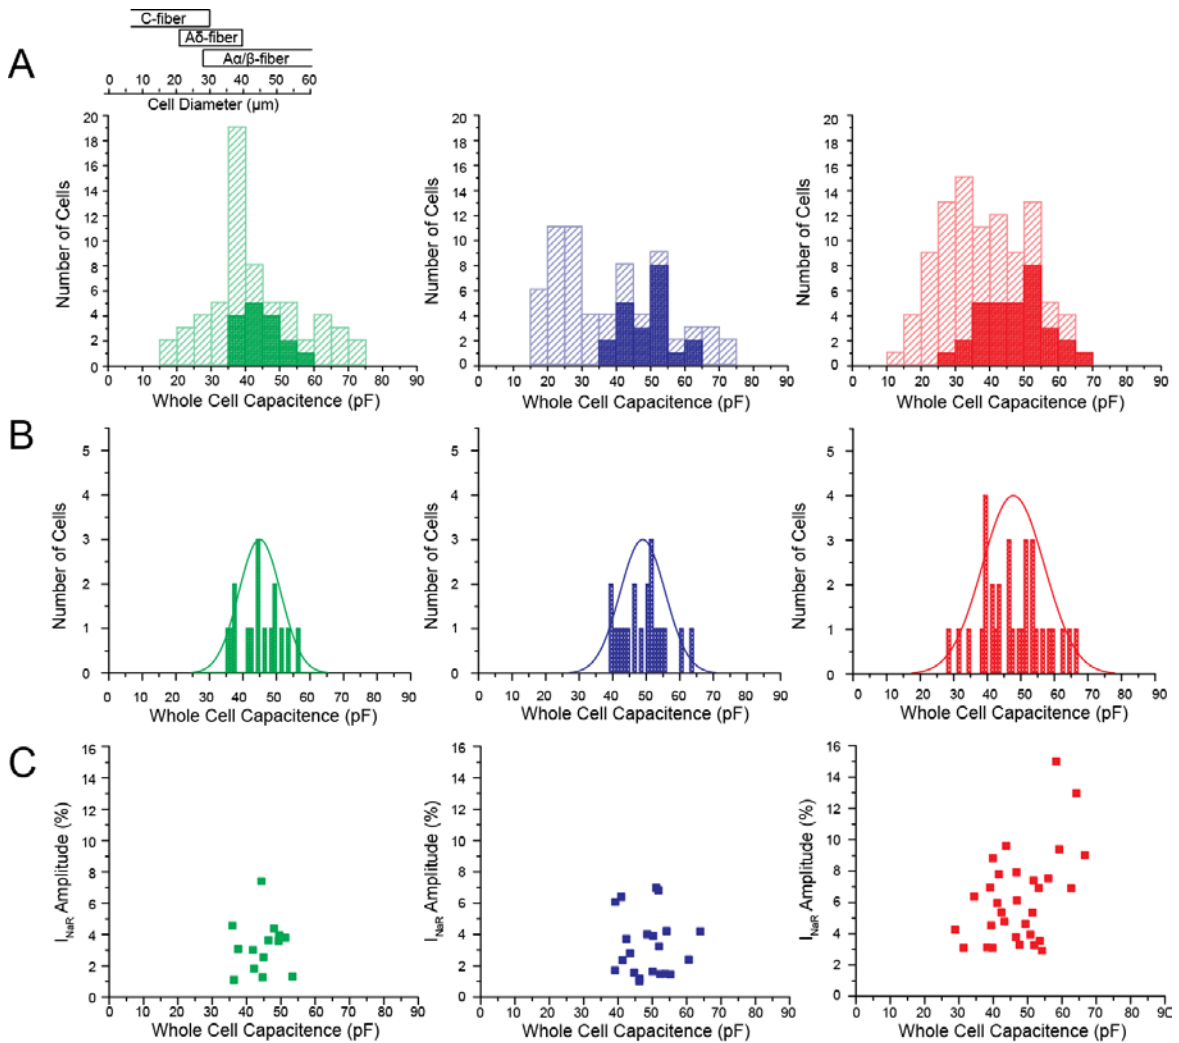 C-fiber
Aδ-fiber
Aα/β-fiber
A
0 10 20 30 40 50 60
Cell Diameter (µm)
20 18 16 14 12 10 8 6 4 2 0
Number of Cells
0 10 20 30 40 50 60 70 80 90
Whole Cell Capacitence (pF)
20 18 16 14 12 10 8 6 4 2 0
Number of Cells
0 10 20 30 40 50 60 70 80 90
Whole Cell Capacitence (pF)
20 18 16 14 12 10 8 6 4 2 0
Number of Cells
0 10 20 30 40 50 60 70 80 90
Whole Cell Capacitence (pF)
B
5 4 3 2 1 0
Number of Cells
0 10 20 30 40 50 60 70 80 90
Whole Cell Capacitence (pF)
5 4 3 2 1 0
Number of Cells
0 10 20 30 40 50 60 70 80 90
Whole Cell Capacitence (pF)
5 4 3 2 1 0
Number of Cells
0 10 20 30 40 50 60 70 80 90
Whole Cell Capacitence (pF)
C
16 14 12 10 8 6 4 2 0
INaR Amplitude (%)
0 10 20 30 40 50 60 70 80 90
Whole Cell Capacitence (pF)
16 14 12 10 8 6 4 2 0
INaR Amplitude (%)
0 10 20 30 40 50 60 70 80 90
Whole Cell Capacitence (pF)
16 14 12 10 8 6 4 2 0
INaR Amplitude (%)
0 10 20 30 40 50 60 70 80 90
Whole Cell Capacitence (pF)